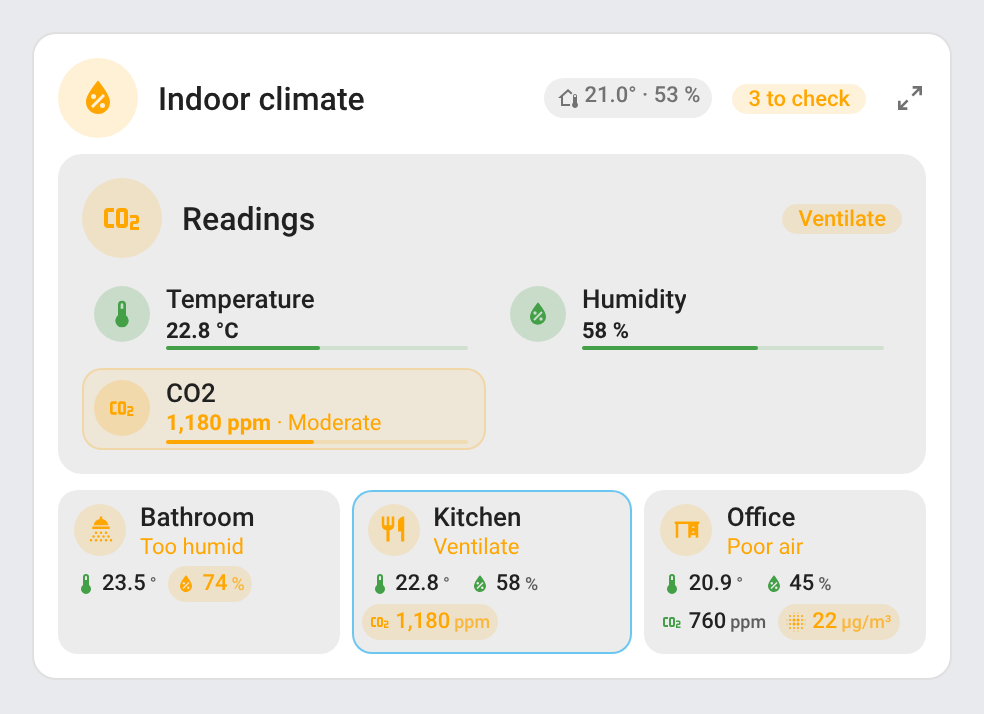 Indoor climate
21.0° · 53 %
3 to check
CO2
Readings
Ventilate
Temperature
22.8 °C
Humidity
58 %
CO2
CO2
1,180 ppm · Moderate
Bathroom
Too humid
23.5 °
74 %
Kitchen
Ventilate
22.8 °
58 %
CO2 1,180 ppm
Office
Poor air
20.9 °
45 %
CO2 760 ppm
22 µg/m³